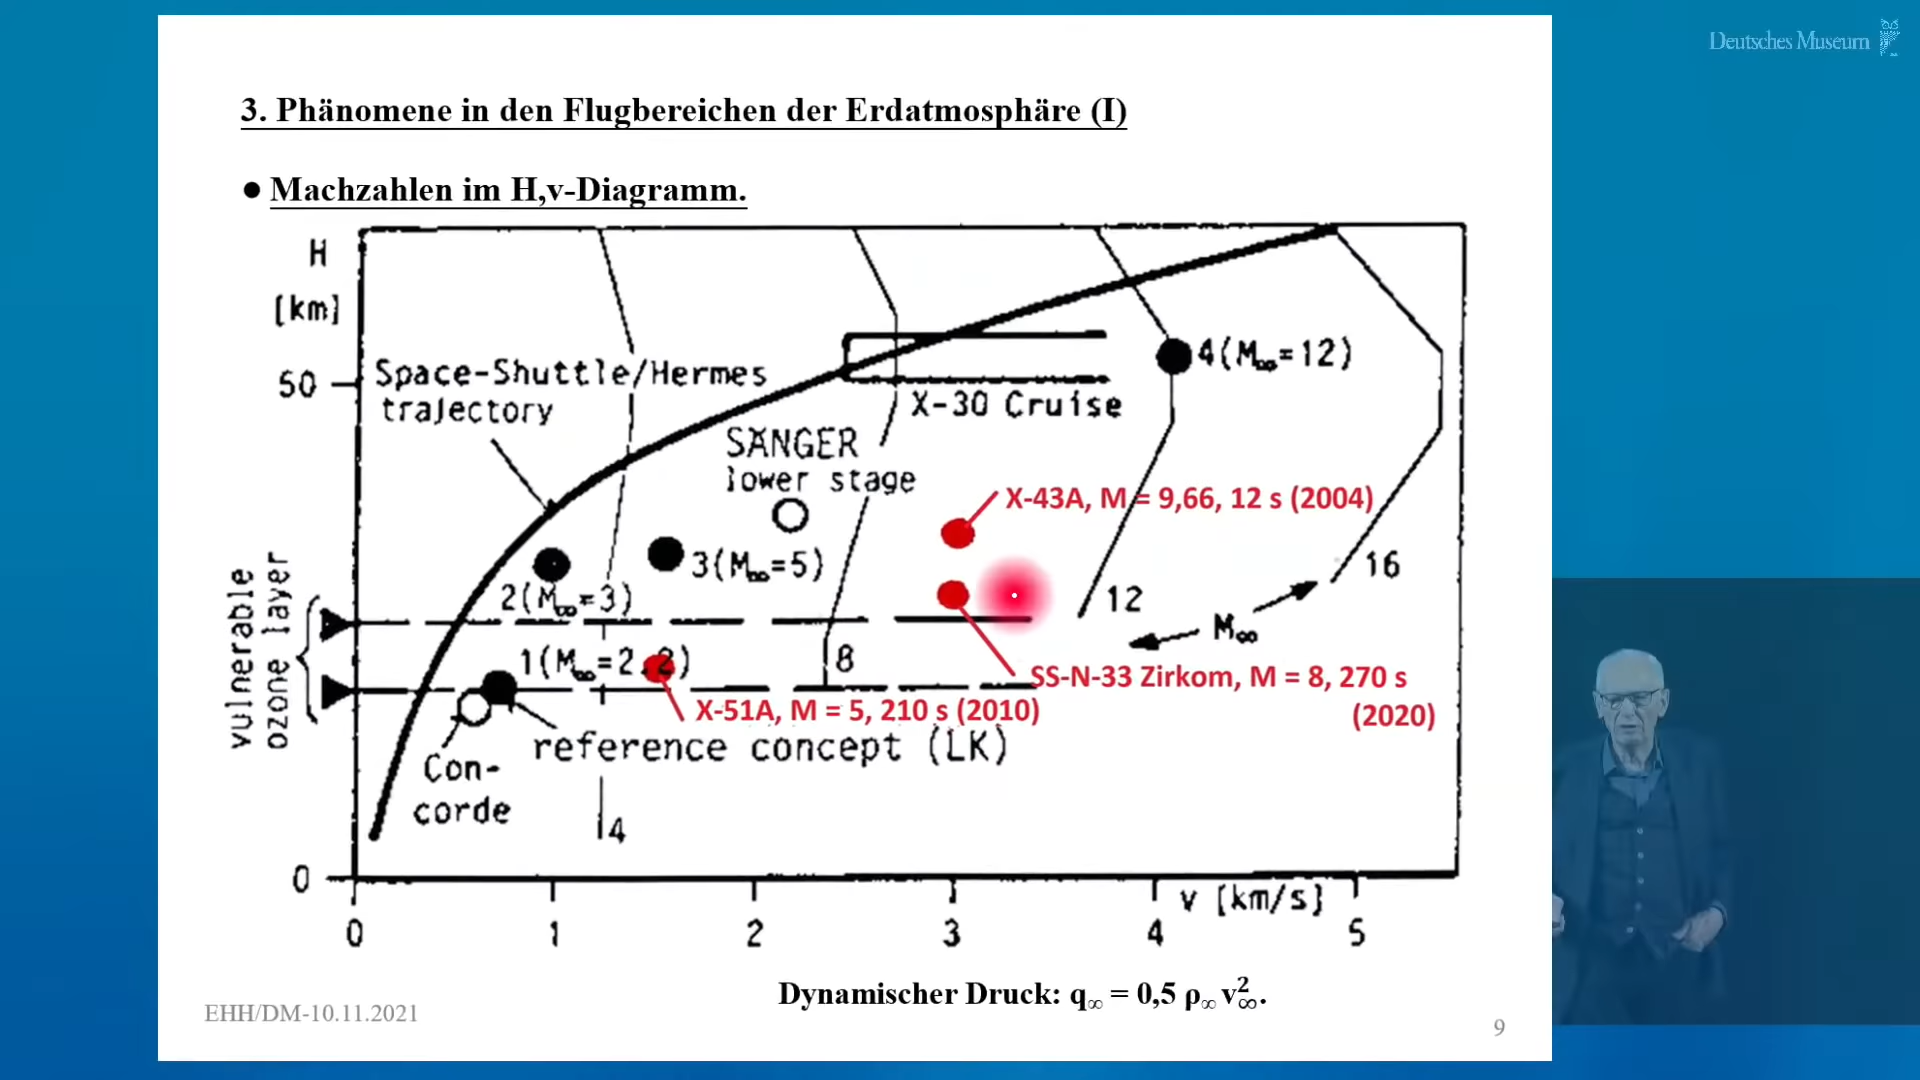 Deutsches Museum
3. Phänomene in den Flugbereichen der Erdatmosphäre (I)
● Machzahlen im H,v-Diagramm.
H
[km]
50
0
Space-Shuttle/Hermes
trajectory
X-30 Cruise
4(M∞=12)
SÄNGER
lower stage
X-43A, M = 9,66, 12 s (2004)
3(M∞=5)
16
2(M∞=3)
12
M∞
vulnerable
ozone layer
1(M∞=2.2)
8
SS-N-33 Zirkom, M = 8, 270 s
(2020)
X-51A, M = 5, 210 s (2010)
reference concept (LK)
Con-
corde
4
v [km/s]
0 1 2 3 4 5
Dynamischer Druck: q∞ = 0,5 ρ∞ v∞².
EHH/DM-10.11.2021
9